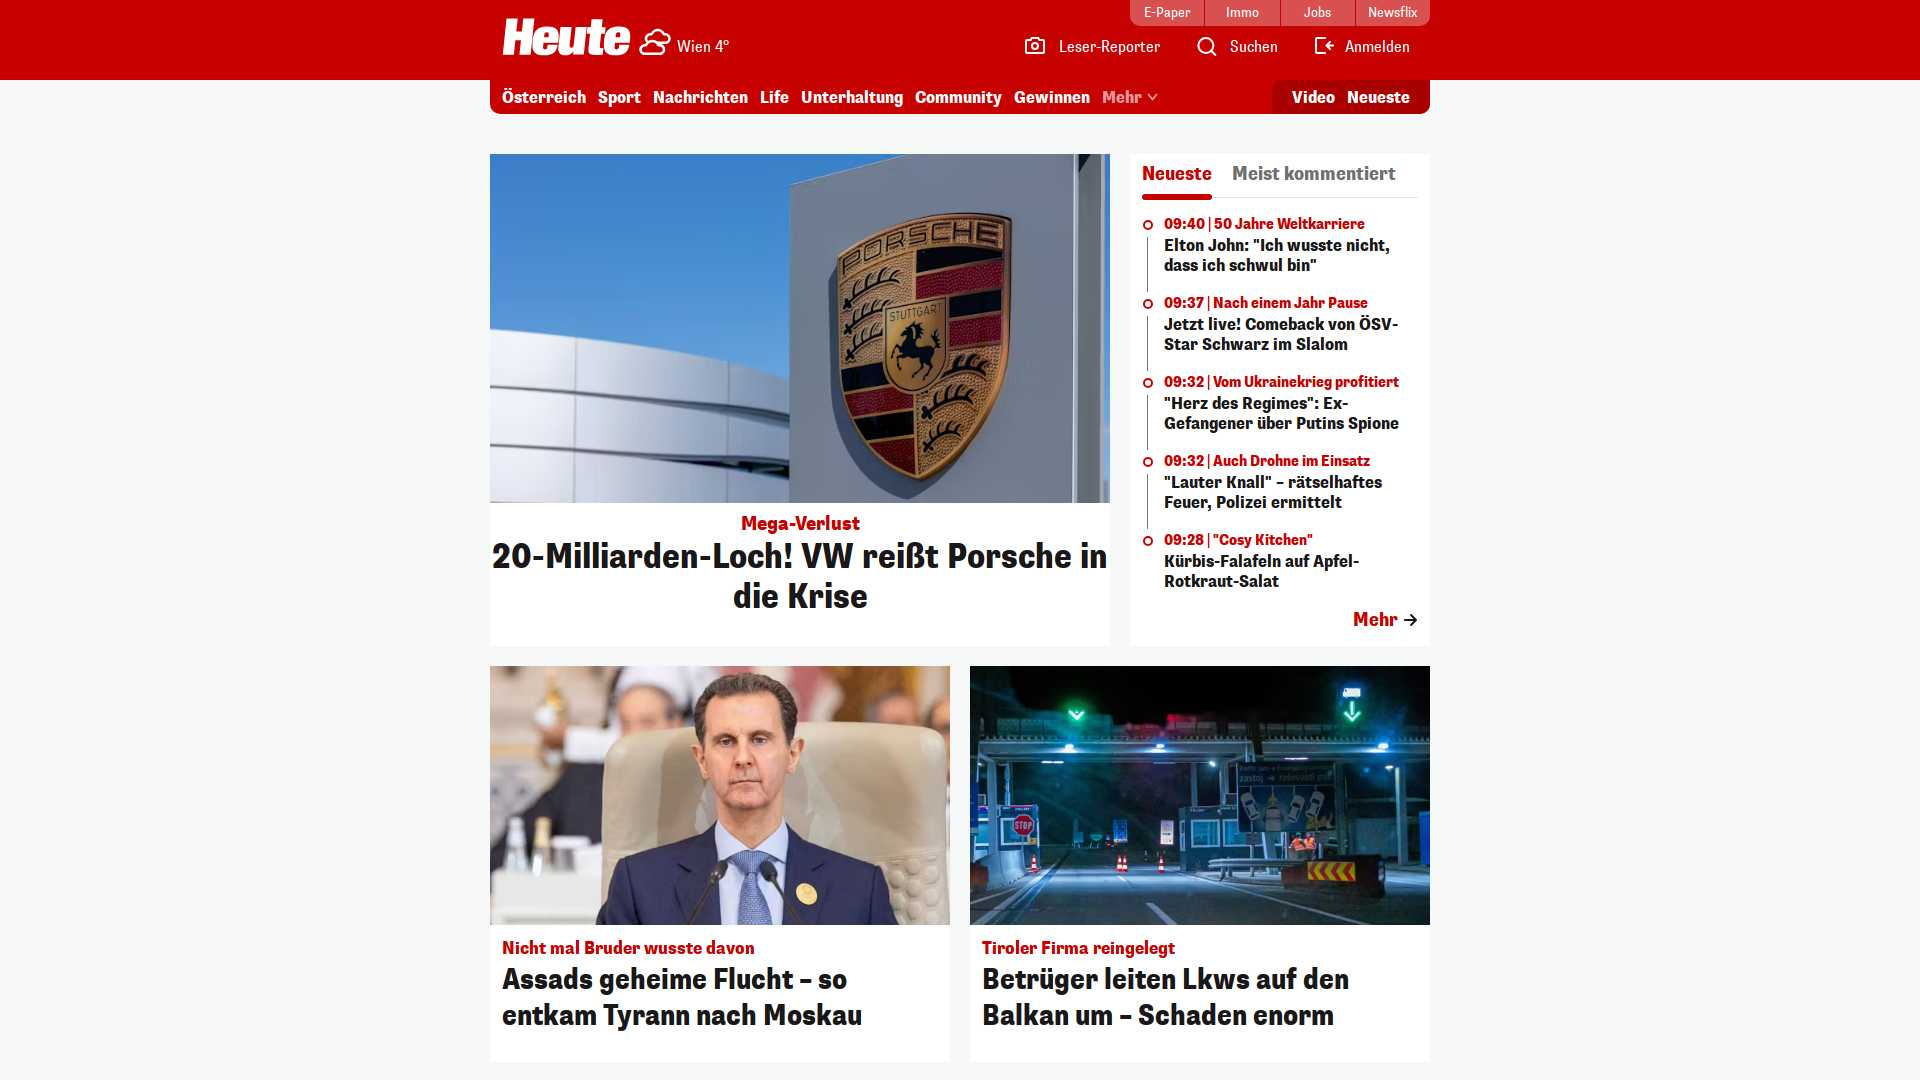 E-Paper
Immo
Jobs
Newsflix
Heute
Wien 4°
Leser-Reporter
Suchen
Anmelden
Österreich
Sport
Nachrichten
Life
Unterhaltung
Community
Gewinnen
Mehr
Video
Neueste
PORSCHE
STUTTGART
Mega-Verlust
20-Milliarden-Loch! VW reißt Porsche in
die Krise
Neueste
Meist kommentiert
09:40 | 50 Jahre Weltkarriere
Elton John: "Ich wusste nicht,
dass ich schwul bin"
09:37 | Nach einem Jahr Pause
Jetzt live! Comeback von ÖSV-
Star Schwarz im Slalom
09:32 | Vom Ukrainekrieg profitiert
"Herz des Regimes": Ex-
Gefangener über Putins Spione
09:32 | Auch Drohne im Einsatz
"Lauter Knall" – rätselhaftes
Feuer, Polizei ermittelt
09:28 | "Cosy Kitchen"
Kürbis-Falafeln auf Apfel-
Rotkraut-Salat
Mehr
Nicht mal Bruder wusste davon
Assads geheime Flucht – so
entkam Tyrann nach Moskau
STOP
Tiroler Firma reingelegt
Betrüger leiten Lkws auf den
Balkan um – Schaden enorm